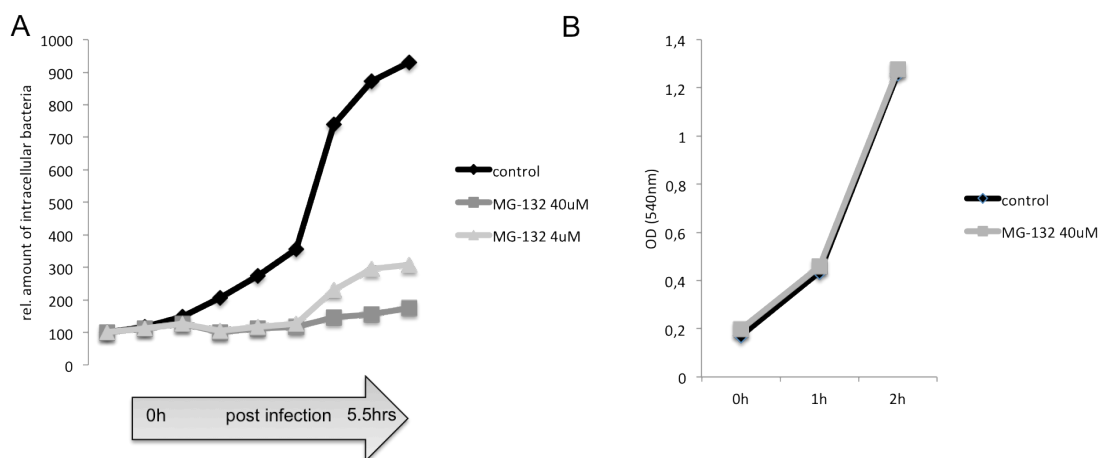 A
rel. amount of intracellular bacteria
1000
900
800
700
600
500
400
300
200
100
0
control
MG-132 40uM
MG-132 4uM
0h post infection 5.5hrs
B
OD (540nm)
1,4
1,2
1
0,8
0,6
0,4
0,2
0
0h 1h 2h
control
MG-132 40uM